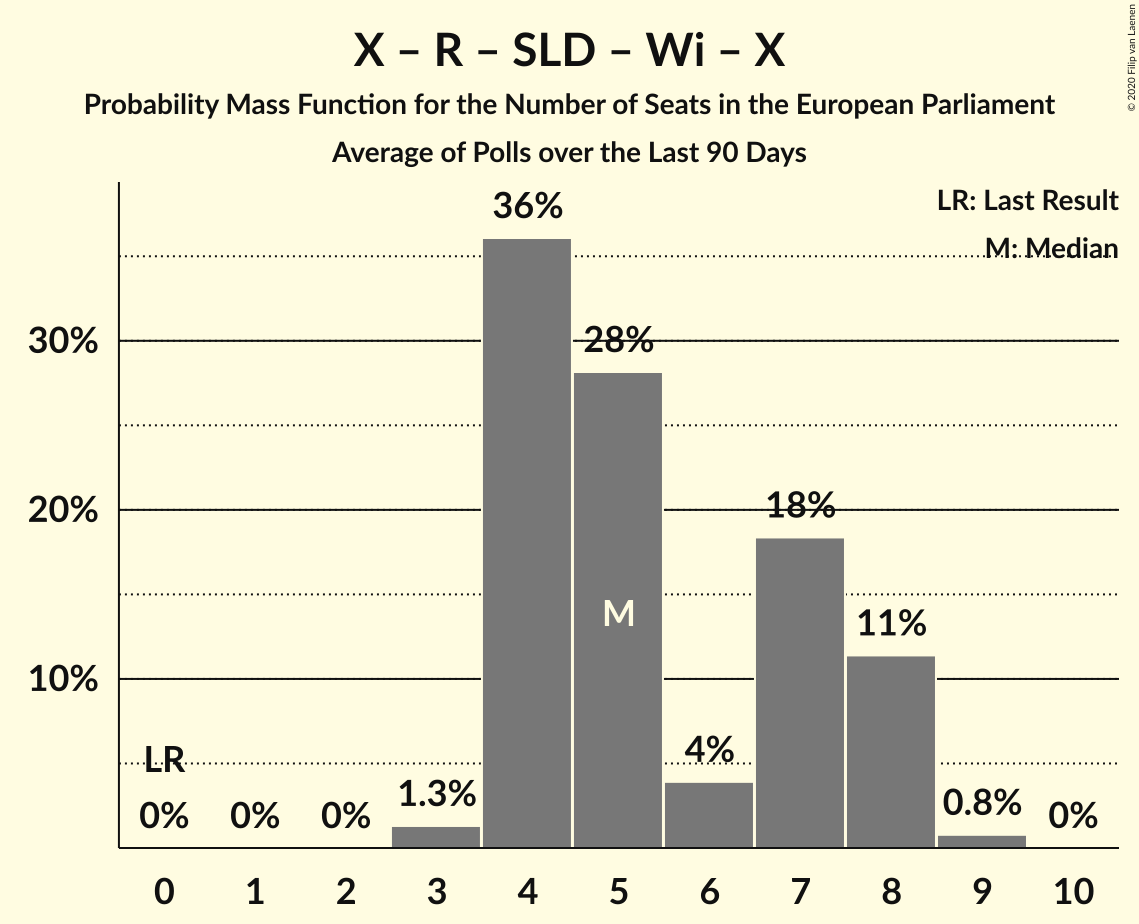 X – R – SLD – Wi – X
Probability Mass Function for the Number of Seats in the European Parliament
Average of Polls over the Last 90 Days
© 2020 Filip van Laenen
LR: Last Result
M: Median
36%
30%
28%
20%
18%
M
11%
10%
LR
4%
1.3%
0.8%
0%
0%
0%
0%
0 1 2 3 4 5 6 7 8 9 10